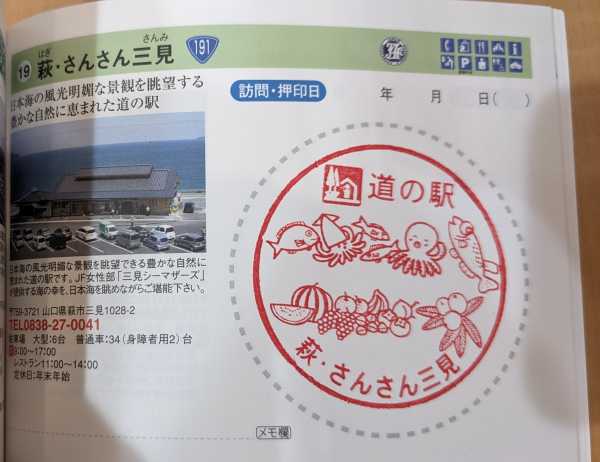 はぎ さんみ
19 萩・さんさん三見 191
日本海の風光明媚な景観を眺望する
豊かな自然に恵まれた道の駅
訪問・押印日 年 月 日( )
日本海の風光明媚な景観を眺望できる豊かな自然に
恵まれた道の駅です。JF女性部「三見シーマザーズ」
が提供する海の幸を、日本海を眺めながらご堪能下さい。
〒759-3721 山口県萩市三見1028-2
TEL0838-27-0041
駐車場 大型:6台 普通車:34(身障者用2)台
9:00〜17:00
レストラン11:00〜14:00
定休日:年末年始
道の駅
萩・さんさん三見
メモ欄